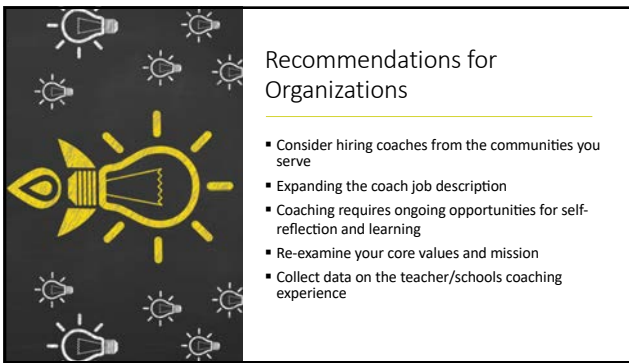 Recommendations for
Organizations
▪ Consider hiring coaches from the communities you
serve
▪ Expanding the coach job description
▪ Coaching requires ongoing opportunities for self-
reflection and learning
▪ Re-examine your core values and mission
▪ Collect data on the teacher/schools coaching
experience